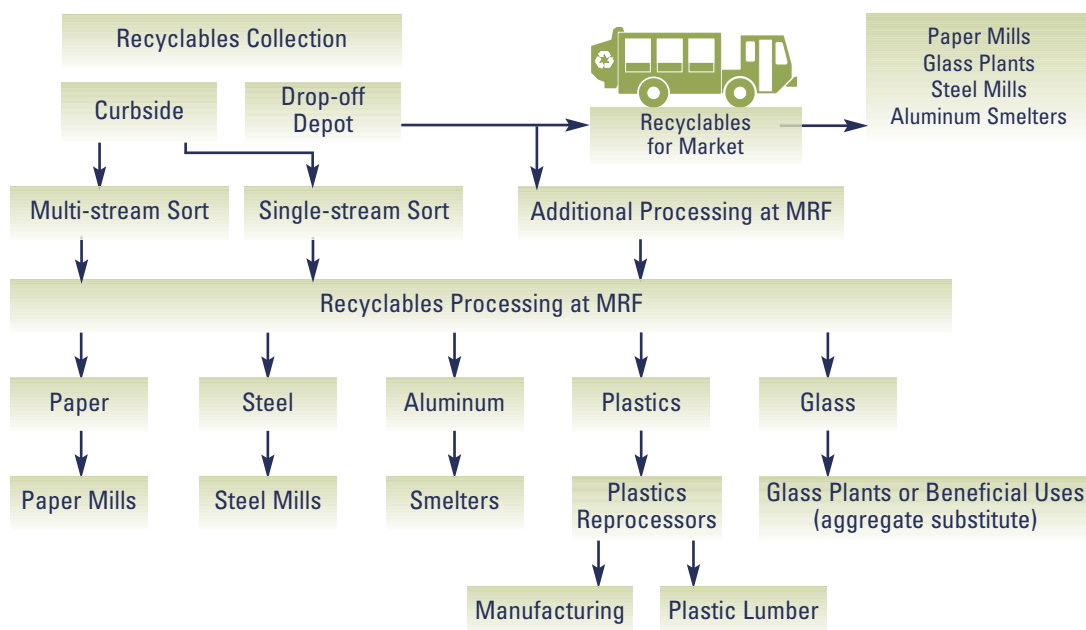 Recyclables Collection
Paper Mills
Glass Plants
Steel Mills
Aluminum Smelters
Curbside
Drop-off
Depot
Recyclables
for Market
Multi-stream Sort
Single-stream Sort
Additional Processing at MRF
Recyclables Processing at MRF
Paper
Steel
Aluminum
Plastics
Glass
Paper Mills
Steel Mills
Smelters
Plastics
Reprocessors
Glass Plants or Beneficial Uses
(aggregate substitute)
Manufacturing
Plastic Lumber